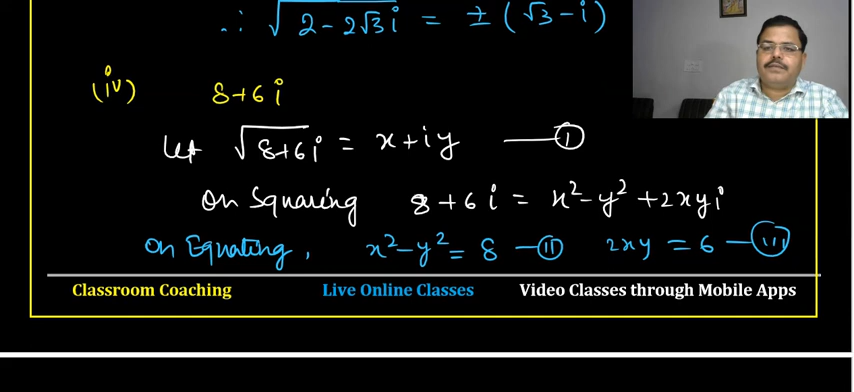 ∴ √(2 - 2√3i) = ± (√3 - i)
(iv) 8+6i
Let √(8+6i) = x+iy —— (I)
On Squaring 8+6i = x² - y² + 2xyi
On Equating, x² - y² = 8 — (II) 2xy = 6 — (III)
Classroom Coaching Live Online Classes Video Classes through Mobile Apps